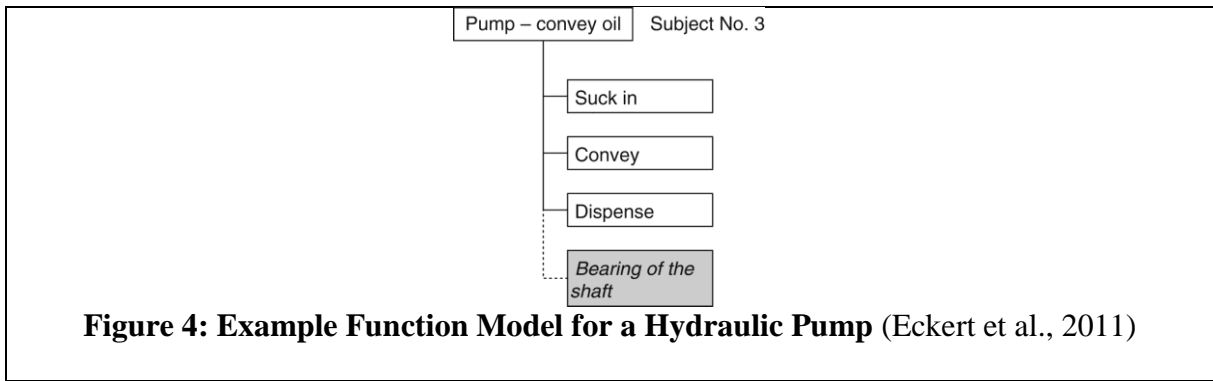 Pump – convey oil
Subject No. 3
Suck in
Convey
Dispense
Bearing of the
shaft
Figure 4: Example Function Model for a Hydraulic Pump (Eckert et al., 2011)